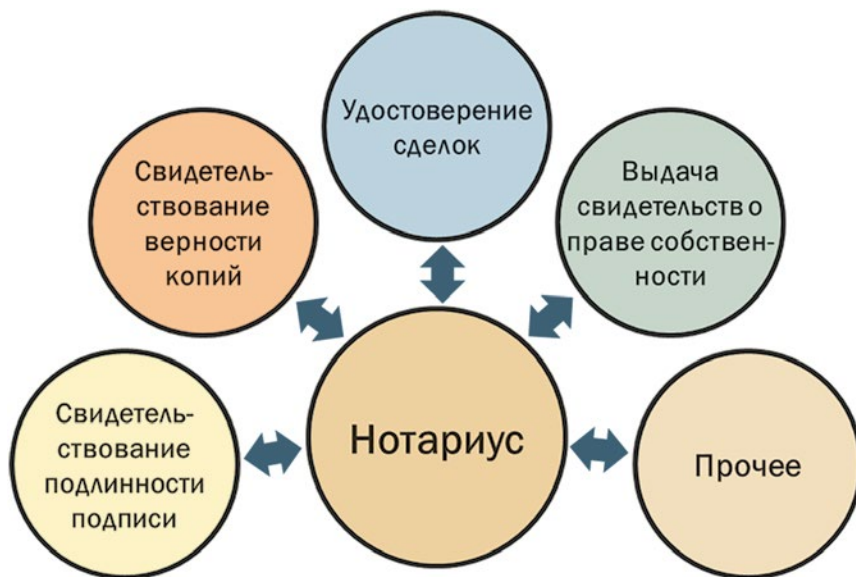 Удостоверение
сделок
Свидетель-
ствование
верности
копий
Выдача
свидетельств о
праве собствен-
ности
Свидетель-
ствование
подлинности
подписи
Нотариус
Прочее